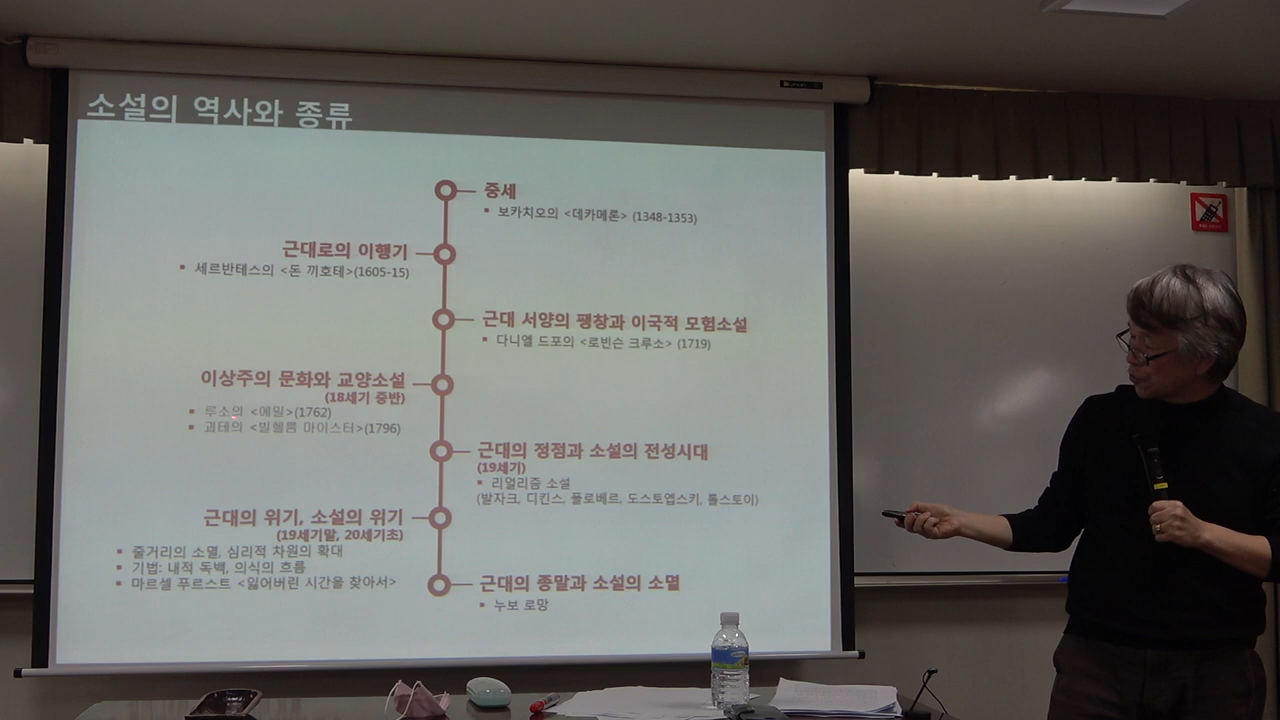 소설의 역사와 종류
중세
▪ 보카치오의 <데카메론> (1348-1353)
근대로의 이행기
▪ 세르반테스의 <돈 끼호테>(1605-15)
근대 서양의 팽창과 이국적 모험소설
▪ 다니엘 드포의 <로빈슨 크루소> (1719)
이상주의 문화와 교양소설
(18세기 중반)
▪ 루소의 <에밀>(1762)
▪ 괴테의 <빌헬름 마이스터>(1796)
근대의 정점과 소설의 전성시대
(19세기)
▪ 리얼리즘 소설
(발자크, 디킨스, 플로베르, 도스토엡스키, 톨스토이)
근대의 위기, 소설의 위기
(19세기말, 20세기초)
▪ 줄거리의 소멸, 심리적 차원의 확대
▪ 기법: 내적 독백, 의식의 흐름
▪ 마르셀 푸르스트 <잃어버린 시간을 찾아서>
근대의 종말과 소설의 소멸
▪ 누보 로망